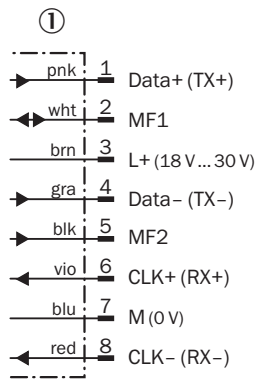 ①
pnk 1 Data+ (TX+)
wht 2 MF1
brn 3 L+ (18 V ... 30 V)
gra 4 Data– (TX–)
blk 5 MF2
vio 6 CLK+ (RX+)
blu 7 M (0 V)
red 8 CLK– (RX–)